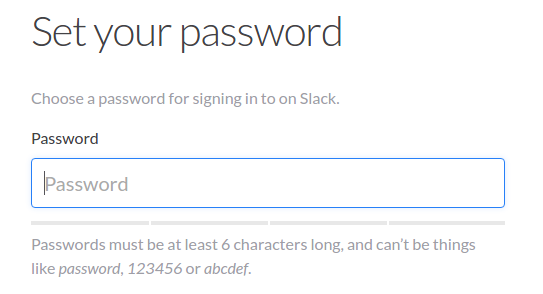 Set your password
Choose a password for signing in to on Slack.
Password
Password
Passwords must be at least 6 characters long, and can't be things
like password, 123456 or abcdef.